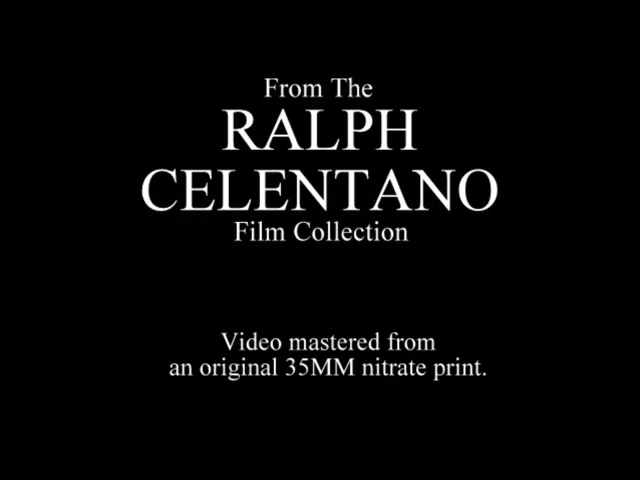 From The
RALPH
CELENTANO
Film Collection
Video mastered from
an original 35MM nitrate print.